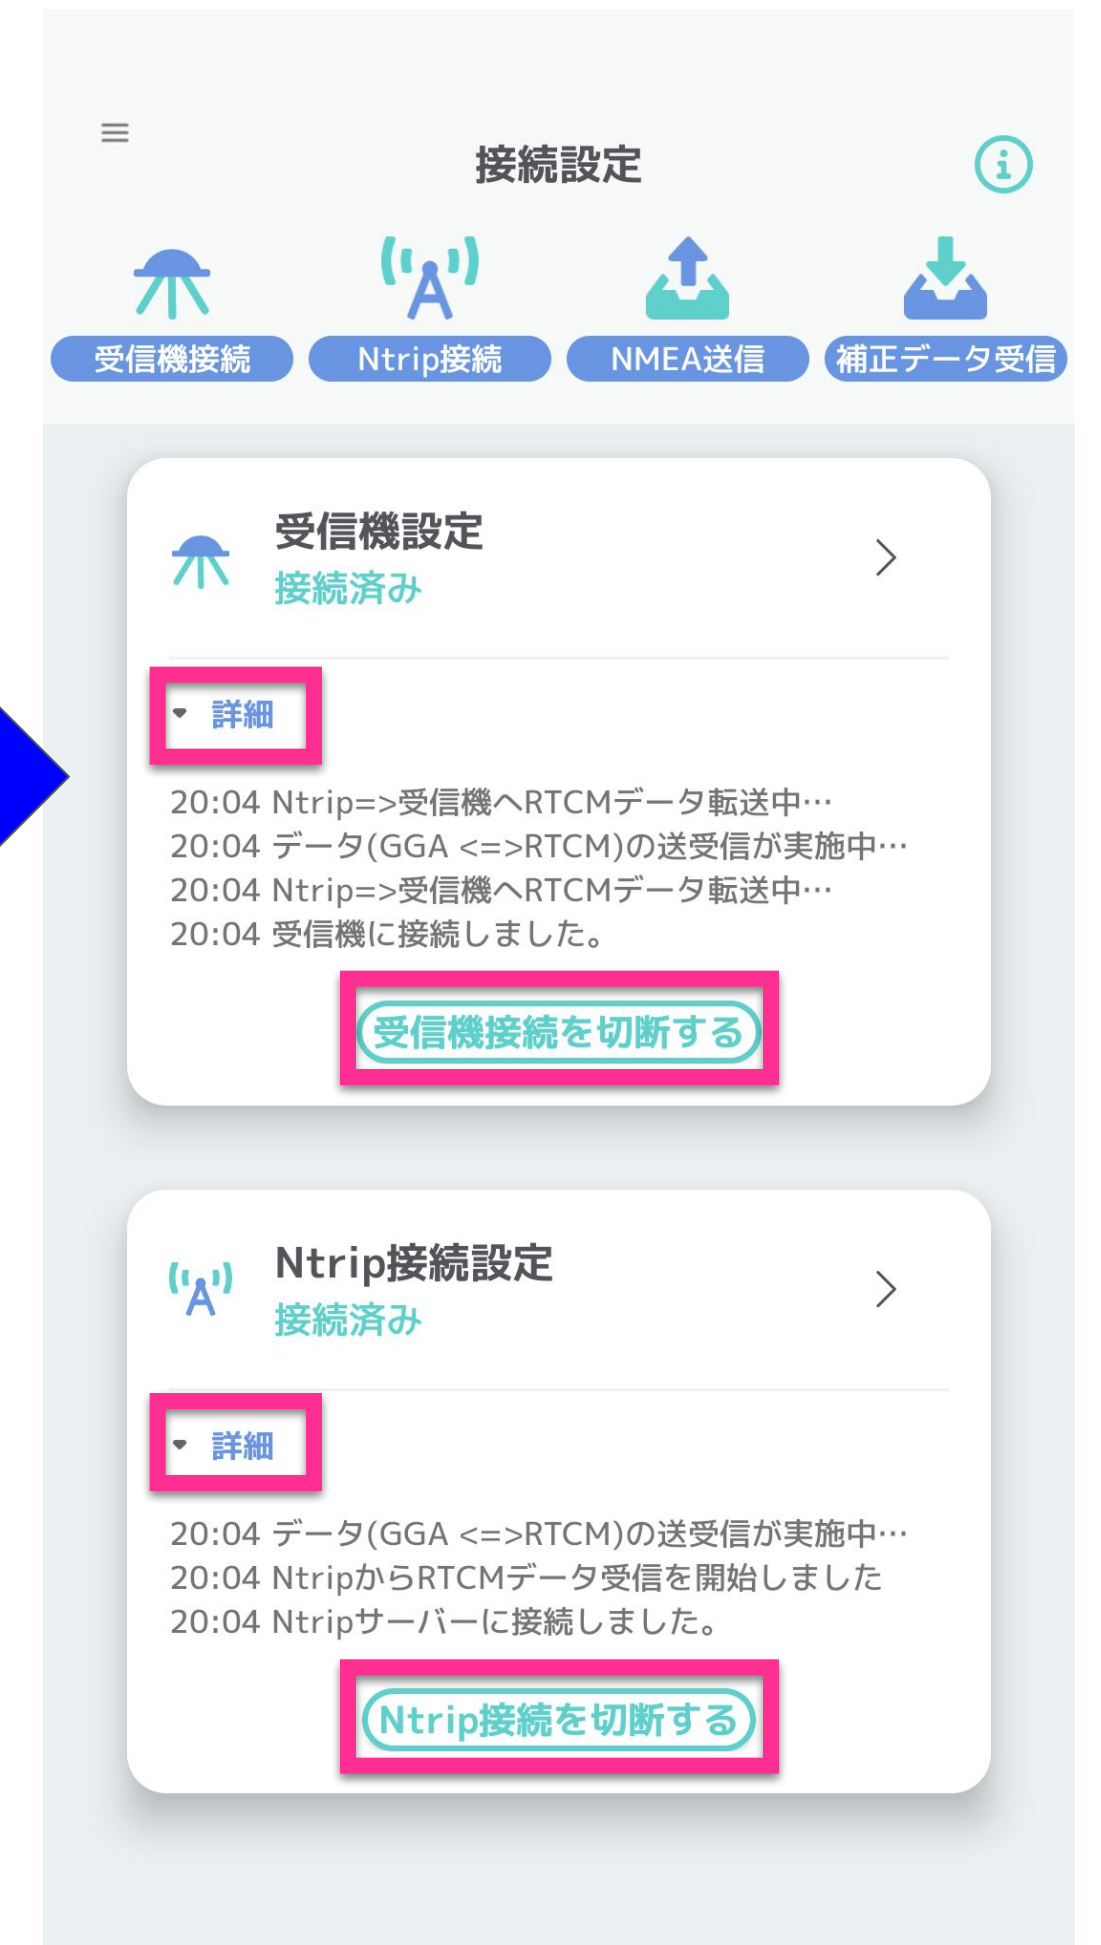 接続設定
受信機接続 Ntrip接続 NMEA送信 補正データ受信
受信機設定
接続済み
詳細
20:04 Ntrip=>受信機へRTCMデータ転送中…
20:04 データ(GGA <=>RTCM)の送受信が実施中…
20:04 Ntrip=>受信機へRTCMデータ転送中…
20:04 受信機に接続しました。
受信機接続を切断する
Ntrip接続設定
接続済み
詳細
20:04 データ(GGA <=>RTCM)の送受信が実施中…
20:04 NtripからRTCMデータ受信を開始しました
20:04 Ntripサーバーに接続しました。
Ntrip接続を切断する